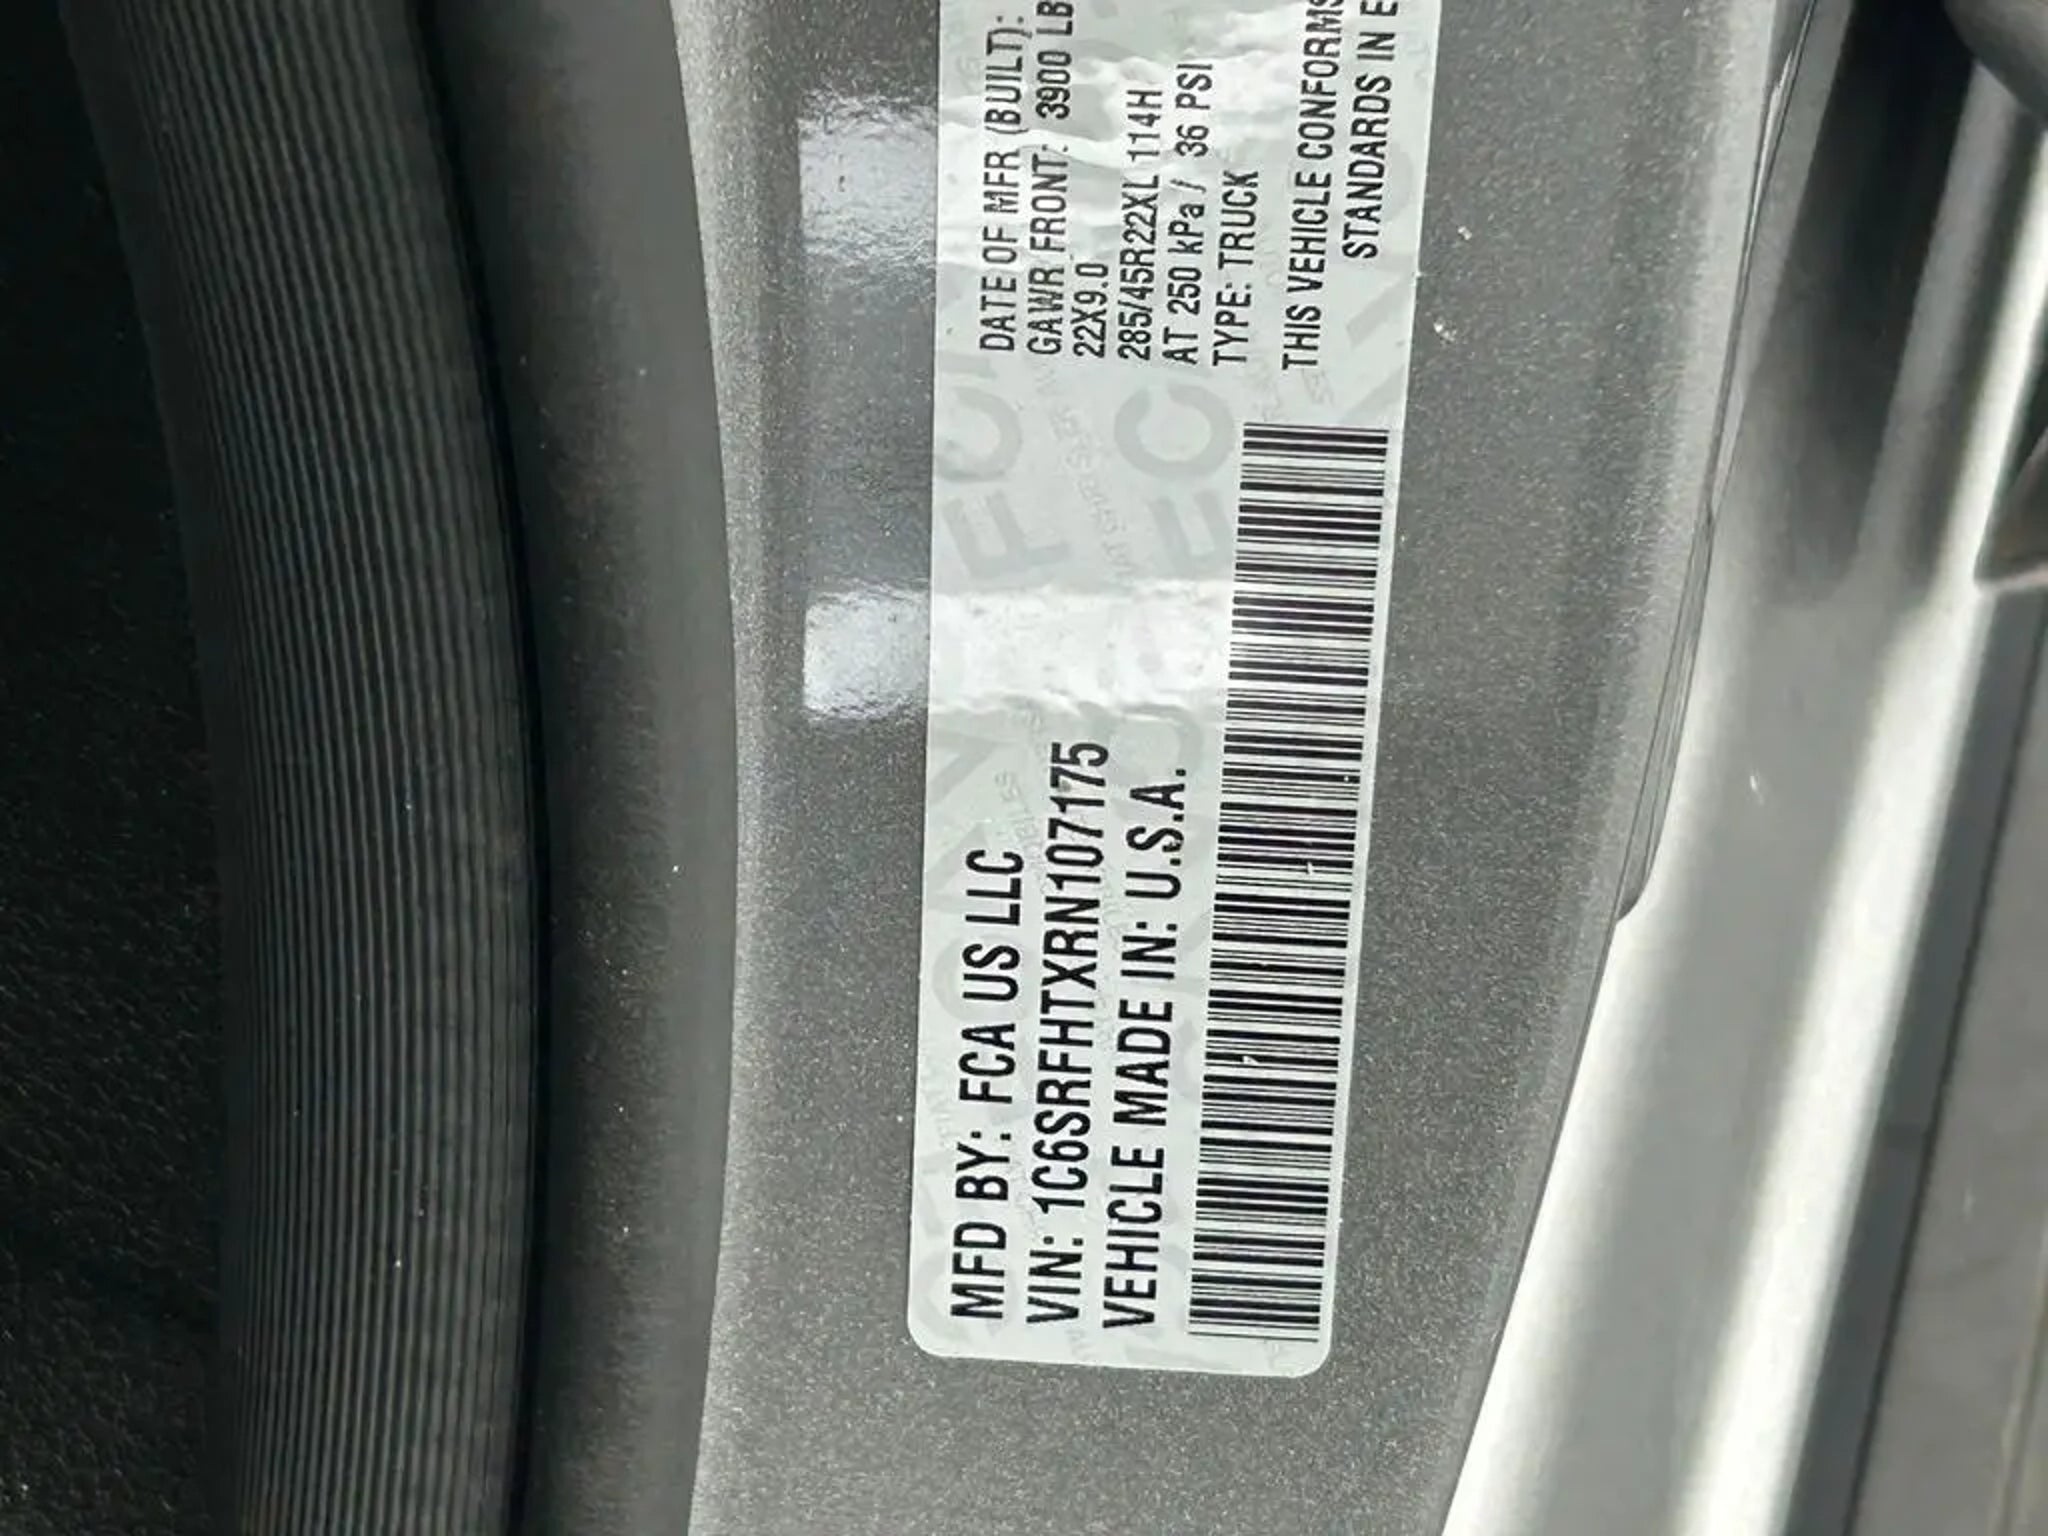 MFD BY: FCA US LLC
VIN: 1C6SRFHTXRN107175
VEHICLE MADE IN: U.S.A.
DATE OF MFR (BUILT):
GAWR FRONT: 3900 LB
22X9.0
285/45R22XL 114H
AT 250 kPa / 36 PSI
TYPE: TRUCK
THIS VEHICLE CONFORMS
STANDARDS IN E